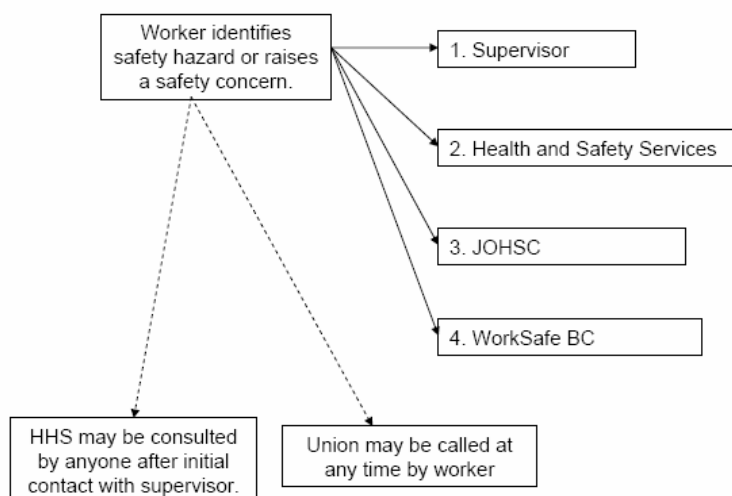 Worker identifies
safety hazard or raises
a safety concern.
1. Supervisor
2. Health and Safety Services
3. JOHSC
4. WorkSafe BC
HHS may be consulted
by anyone after initial
contact with supervisor.
Union may be called at
any time by worker